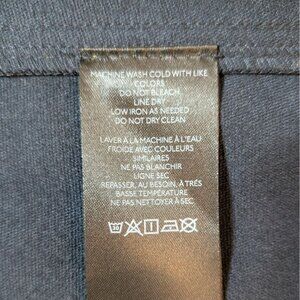 MACHINE WASH COLD WITH LIKE
COLORS
DO NOT BLEACH
LINE DRY
LOW IRON AS NEEDED
DO NOT DRY CLEAN
LAVER À LA MACHINE À L'EAU
FROIDE AVEC COULEURS
SIMILAIRES
NE PAS BLANCHIR
LIGNE SEC
REPASSER, AU BESOIN, À TRÈS
BASSE TEMPÉRATURE
NE PAS NETTOYER À SEC
30